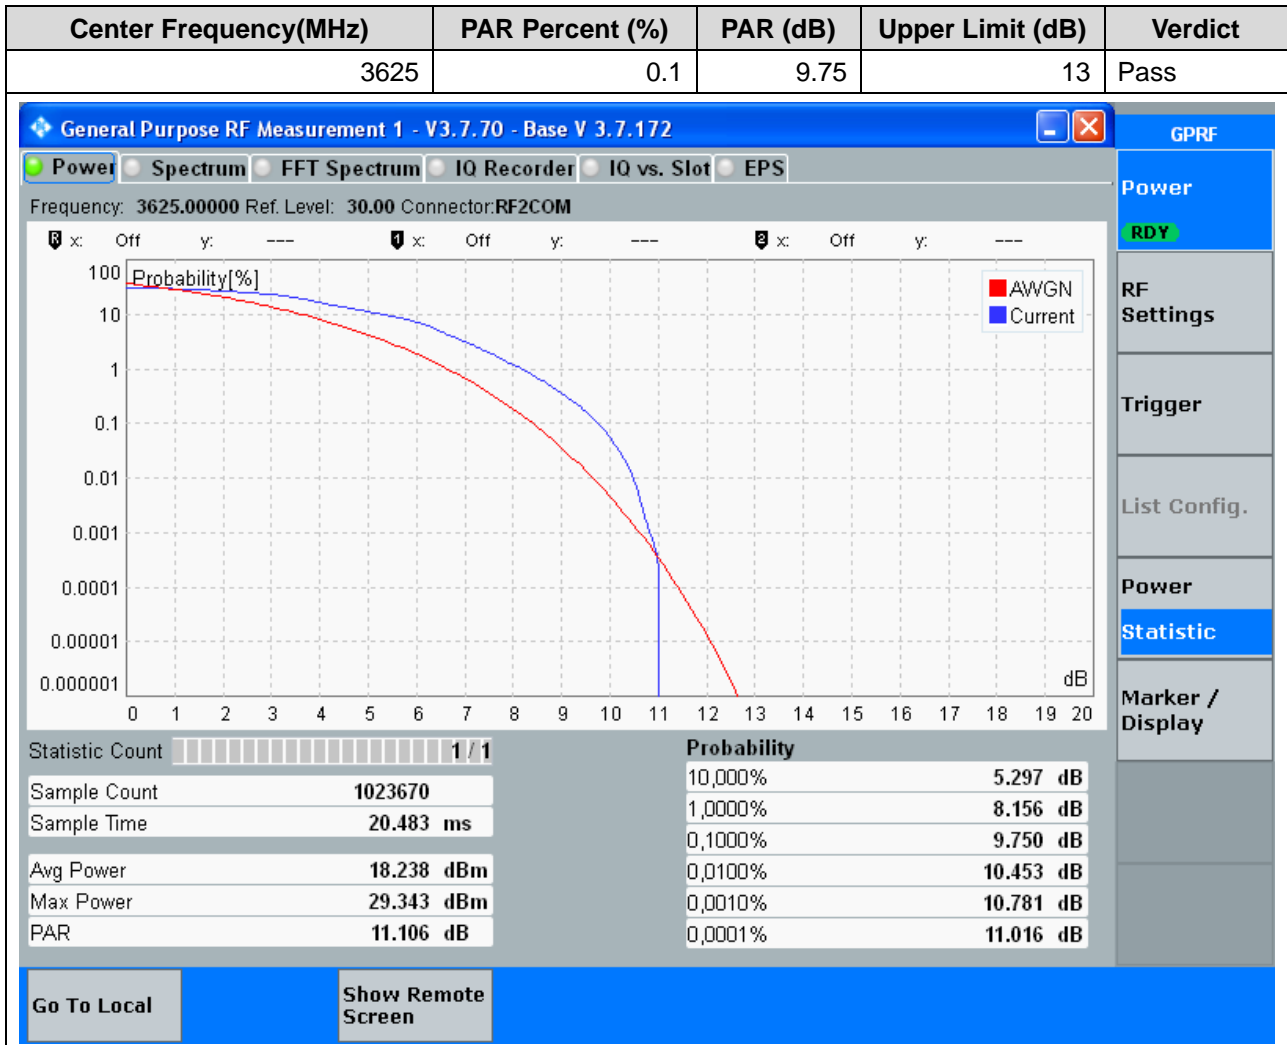 Center Frequency(MHz) PAR Percent (%) PAR (dB) Upper Limit (dB) Verdict
3625 0.1 9.75 13 Pass
General Purpose RF Measurement 1 - V3.7.70 - Base V 3.7.172
GPRF
Power Spectrum FFT Spectrum IQ Recorder IQ vs. Slot EPS
Power
RDY
Frequency: 3625.00000 Ref. Level: 30.00 Connector:RF2COM
R x: Off y: --- 1 x: Off y: --- 2 x: Off y: ---
Probability[%]
AWGN
Current
100
10
1
0.1
0.01
0.001
0.0001
0.00001
0.000001
dB
0 1 2 3 4 5 6 7 8 9 10 11 12 13 14 15 16 17 18 19 20
RF
Settings
Trigger
List Config.
Power
Statistic
Marker /
Display
Statistic Count 1 / 1
Sample Count 1023670
Sample Time 20.483 ms
Avg Power 18.238 dBm
Max Power 29.343 dBm
PAR 11.106 dB
Probability
10,000% 5.297 dB
1,0000% 8.156 dB
0,1000% 9.750 dB
0,0100% 10.453 dB
0,0010% 10.781 dB
0,0001% 11.016 dB
Go To Local
Show Remote
Screen